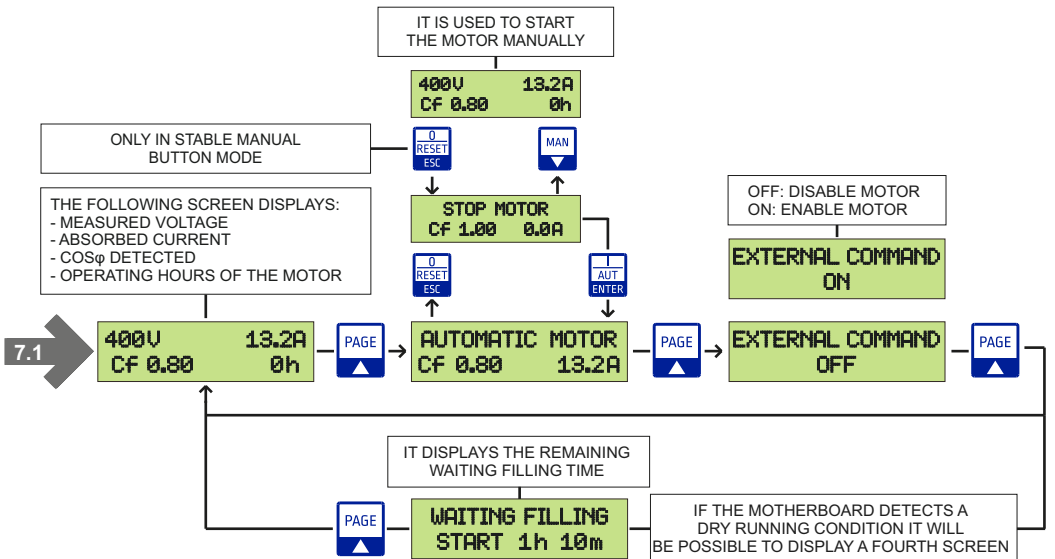 IT IS USED TO START
THE MOTOR MANUALLY
400V 13.2A
Cf 0.80 0h
ONLY IN STABLE MANUAL
BUTTON MODE
0
RESET
ESC
MAN
THE FOLLOWING SCREEN DISPLAYS:
- MEASURED VOLTAGE
- ABSORBED CURRENT
- COSφ DETECTED
- OPERATING HOURS OF THE MOTOR
STOP MOTOR
Cf 1.00 0.0A
OFF: DISABLE MOTOR
ON: ENABLE MOTOR
0
RESET
ESC
I
AUT
ENTER
EXTERNAL COMMAND
ON
7.1
400V 13.2A
Cf 0.80 0h
PAGE
AUTOMATIC MOTOR
Cf 0.80 13.2A
PAGE
EXTERNAL COMMAND
OFF
PAGE
IT DISPLAYS THE REMAINING
WAITING FILLING TIME
PAGE
WAITING FILLING
START 1h 10m
IF THE MOTHERBOARD DETECTS A
DRY RUNNING CONDITION IT WILL
BE POSSIBLE TO DISPLAY A FOURTH SCREEN